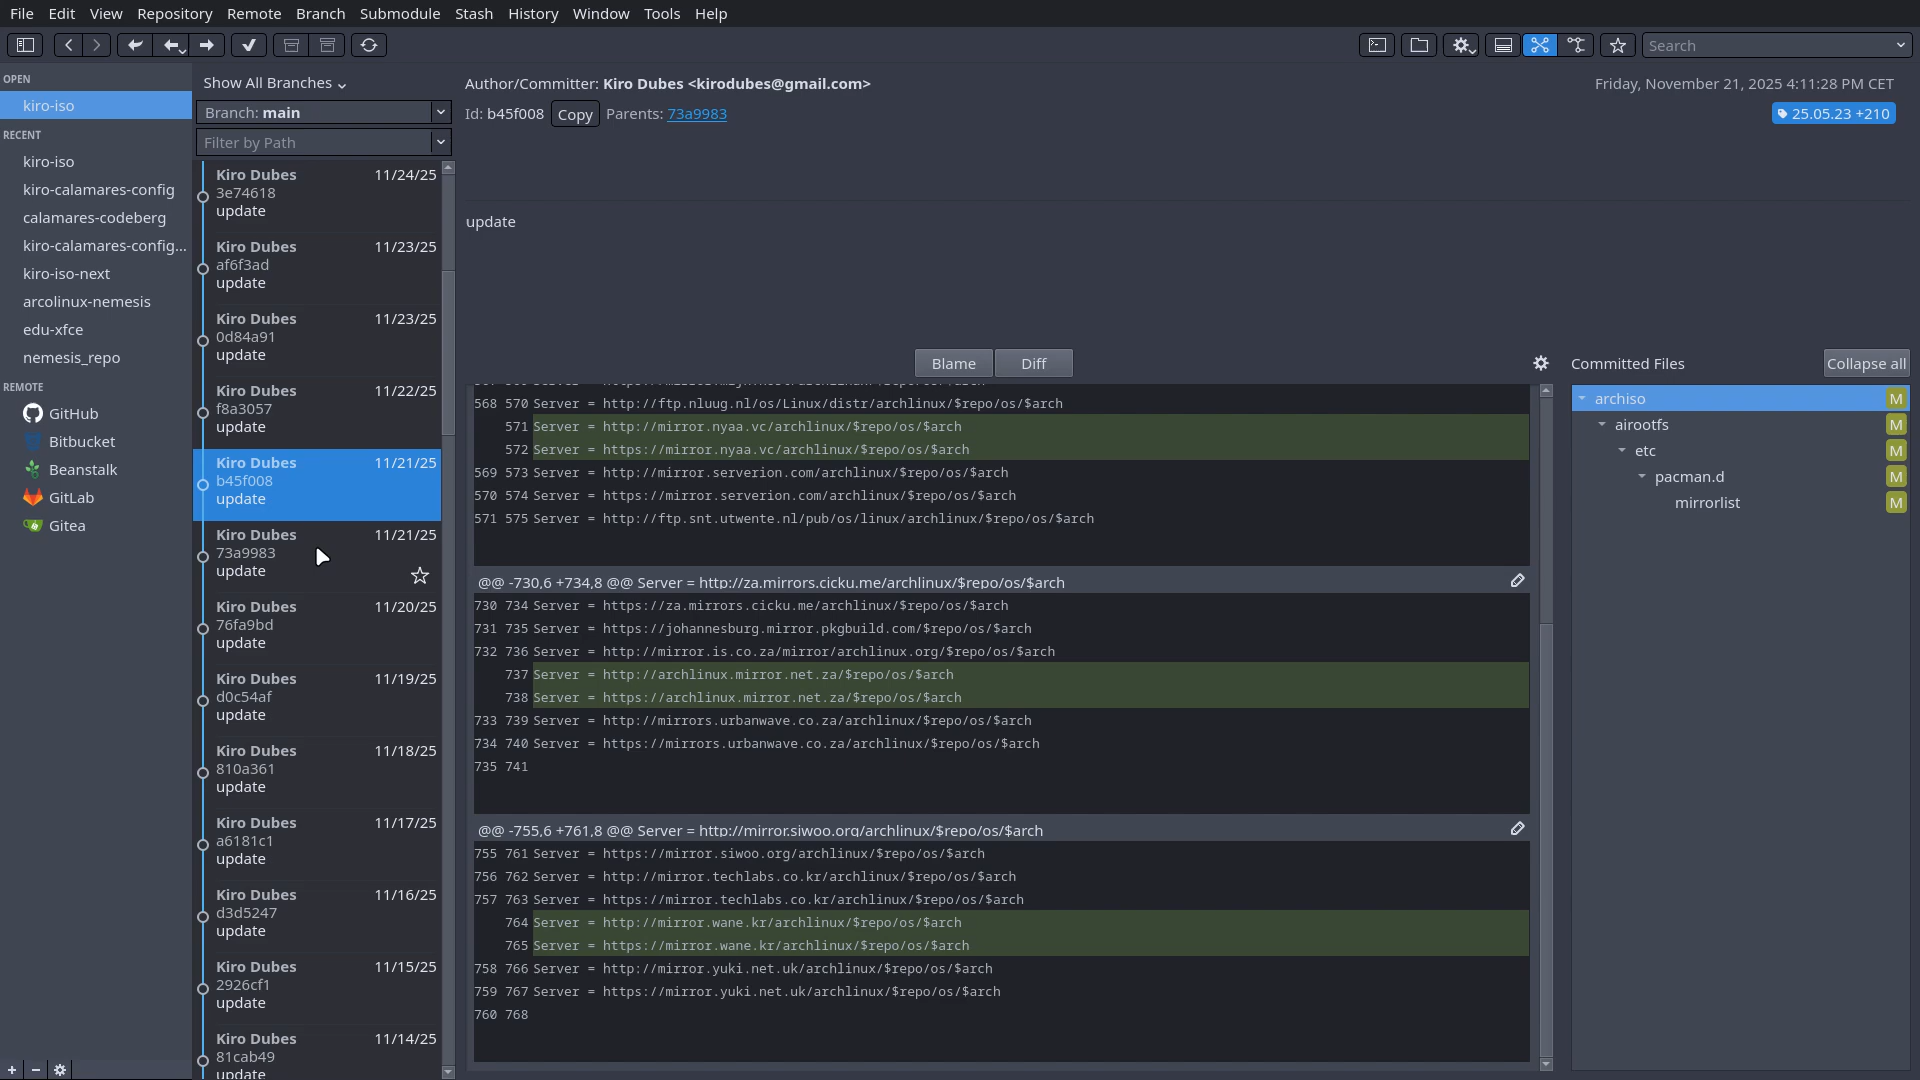 File Edit View Repository Remote Branch Submodule Stash History Window Tools Help
Search
OPEN
kiro-iso
RECENT
kiro-iso
kiro-calamares-config
calamares-codeberg
kiro-calamares-config...
kiro-iso-next
arcolinux-nemesis
edu-xfce
nemesis_repo
REMOTE
GitHub
Bitbucket
Beanstalk
GitLab
Gitea
Show All Branches
Branch: main
Filter by Path
Kiro Dubes 11/24/25
3e74618
update
Kiro Dubes 11/23/25
af6f3ad
update
Kiro Dubes 11/23/25
0d84a91
update
Kiro Dubes 11/22/25
f8a3057
update
Kiro Dubes 11/21/25
b45f008
update
Kiro Dubes 11/21/25
73a9983
update
Kiro Dubes 11/20/25
76fa9bd
update
Kiro Dubes 11/19/25
d0c54af
update
Kiro Dubes 11/18/25
810a361
update
Kiro Dubes 11/17/25
a6181c1
update
Kiro Dubes 11/16/25
d3d5247
update
Kiro Dubes 11/15/25
2926cf1
update
Kiro Dubes 11/14/25
81cab49
update
Author/Committer: Kiro Dubes <kirodubes@gmail.com> Friday, November 21, 2025 4:11:28 PM CET
Id: b45f008 Copy Parents: 73a9983 25.05.23 +210
update
Blame Diff
568 570 Server = http://ftp.nluug.nl/os/Linux/distr/archlinux/$repo/os/$arch
571 Server = http://mirror.nyaa.vc/archlinux/$repo/os/$arch
572 Server = https://mirror.nyaa.vc/archlinux/$repo/os/$arch
569 573 Server = http://mirror.serverion.com/archlinux/$repo/os/$arch
570 574 Server = https://mirror.serverion.com/archlinux/$repo/os/$arch
571 575 Server = http://ftp.snt.utwente.nl/pub/os/linux/archlinux/$repo/os/$arch
@@ -730,6 +734,8 @@ Server = http://za.mirrors.cicku.me/archlinux/$repo/os/$arch
730 734 Server = https://za.mirrors.cicku.me/archlinux/$repo/os/$arch
731 735 Server = https://johannesburg.mirror.pkgbuild.com/$repo/os/$arch
732 736 Server = http://mirror.is.co.za/mirror/archlinux.org/$repo/os/$arch
737 Server = http://archlinux.mirror.net.za/$repo/os/$arch
738 Server = https://archlinux.mirror.net.za/$repo/os/$arch
733 739 Server = http://mirrors.urbanwave.co.za/archlinux/$repo/os/$arch
734 740 Server = https://mirrors.urbanwave.co.za/archlinux/$repo/os/$arch
735 741
@@ -755,6 +761,8 @@ Server = http://mirror.siwoo.org/archlinux/$repo/os/$arch
755 761 Server = https://mirror.siwoo.org/archlinux/$repo/os/$arch
756 762 Server = http://mirror.techlabs.co.kr/archlinux/$repo/os/$arch
757 763 Server = https://mirror.techlabs.co.kr/archlinux/$repo/os/$arch
764 Server = http://mirror.wane.kr/archlinux/$repo/os/$arch
765 Server = https://mirror.wane.kr/archlinux/$repo/os/$arch
758 766 Server = http://mirror.yuki.net.uk/archlinux/$repo/os/$arch
759 767 Server = https://mirror.yuki.net.uk/archlinux/$repo/os/$arch
760 768
Committed Files Collapse all
archiso M
airootfs M
etc M
pacman.d M
mirrorlist M